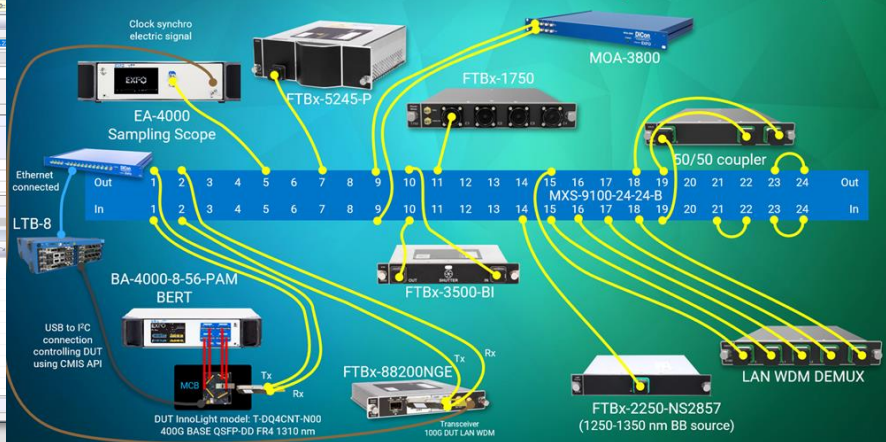 Clock synchro
electric signal
EXFO
EA-4000
Sampling Scope
FTBx-5245-P
FTBx-1750
DiCon
MOA-3800
50/50 coupler
Ethernet
connected
Out 1 2 3 4 5 6 7 8 9 10 11 12 13 14 15 16 17 18 19 20 21 22 23 24 Out
MXS-9100-24-24-B
In 1 2 3 4 5 6 7 8 9 10 11 12 13 14 15 16 17 18 19 20 21 22 23 24 In
LTB-8
BA-4000-8-56-PAM
BERT
OUT SHUTTER IN
FTBx-3500-BI
USB to I²C
connection
controlling DUT
using CMIS API
EXFO
MCB
Tx
Rx
Tx
Rx
FTBx-88200NGE
LAN WDM DEMUX
DUT InnoLight model: T-DQ4CNT-N00
400G BASE QSFP-DD FR4 1310 nm
Transceiver
100G DUT LAN WDM
FTBx-2250-NS2857
(1250-1350 nm BB source)